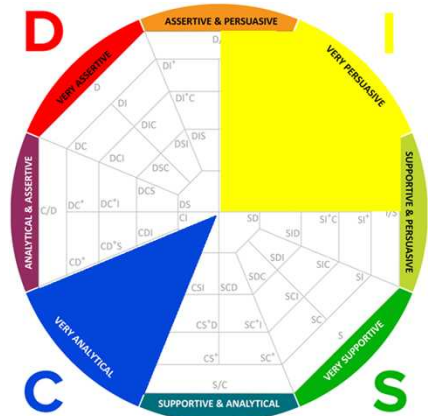 D
I
ASSERTIVE & PERSUASIVE
VERY ASSERTIVE
VERY PERSUASIVE
D/
D
DI⁺
DI
DI⁺C
DIC
DIS
DSI
DC
DCI
DSC
DCS
DS
ANALYTICAL & ASSERTIVE
C/D
DC⁺
DC⁺I
CI
CD⁺
CD⁺S
CDI
SUPPORTIVE & PERSUASIVE
I/S
SI⁺
SI⁺C
SID
SD
SI
SIC
SDI
SDC
SCI
CSI
SCD
CS⁺D
SC⁺I
SC
S
CS⁺
SC⁺
S/C
VERY ANALYTICAL
VERY SUPPORTIVE
SUPPORTIVE & ANALYTICAL
C
S